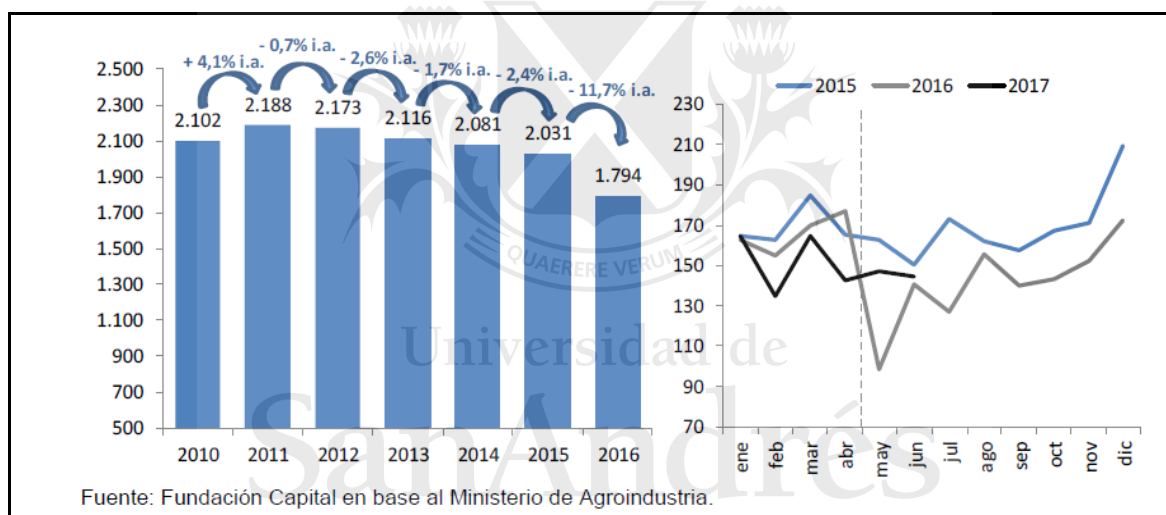 + 4,1% i.a.
- 0,7% i.a.
- 2,6% i.a.
- 1,7% i.a.
- 2,4% i.a.
- 11,7% i.a.
2.500
2.300
2.100
1.900
1.700
1.500
1.300
1.100
900
700
500
2.102
2.188
2.173
2.116
2.081
2.031
1.794
2010
2011
2012
2013
2014
2015
2016
2015
2016
2017
230
210
190
170
150
130
110
90
70
ene
feb
mar
abr
may
jun
jul
ago
sep
oct
nov
dic
QUAERERE VERUM
Universidad de
SanAndrés
Fuente: Fundación Capital en base al Ministerio de Agroindustria.